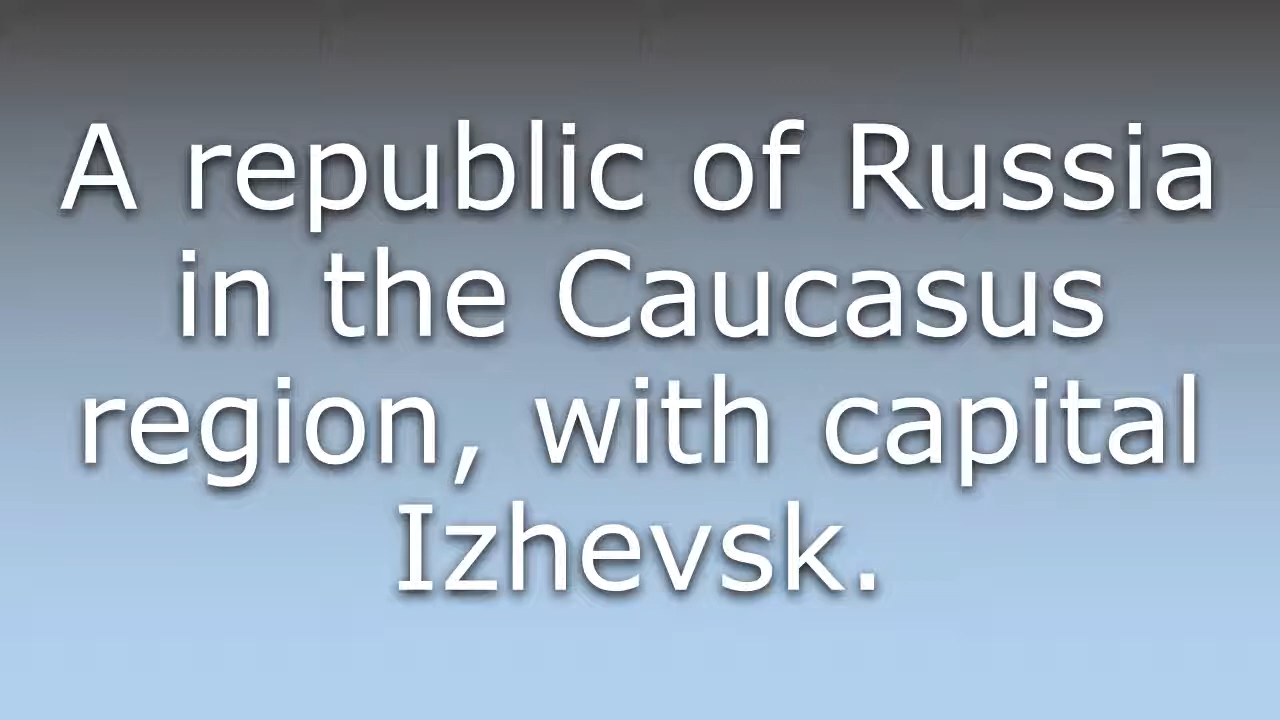 A republic of Russia
in the Caucasus
region, with capital
Izhevsk.